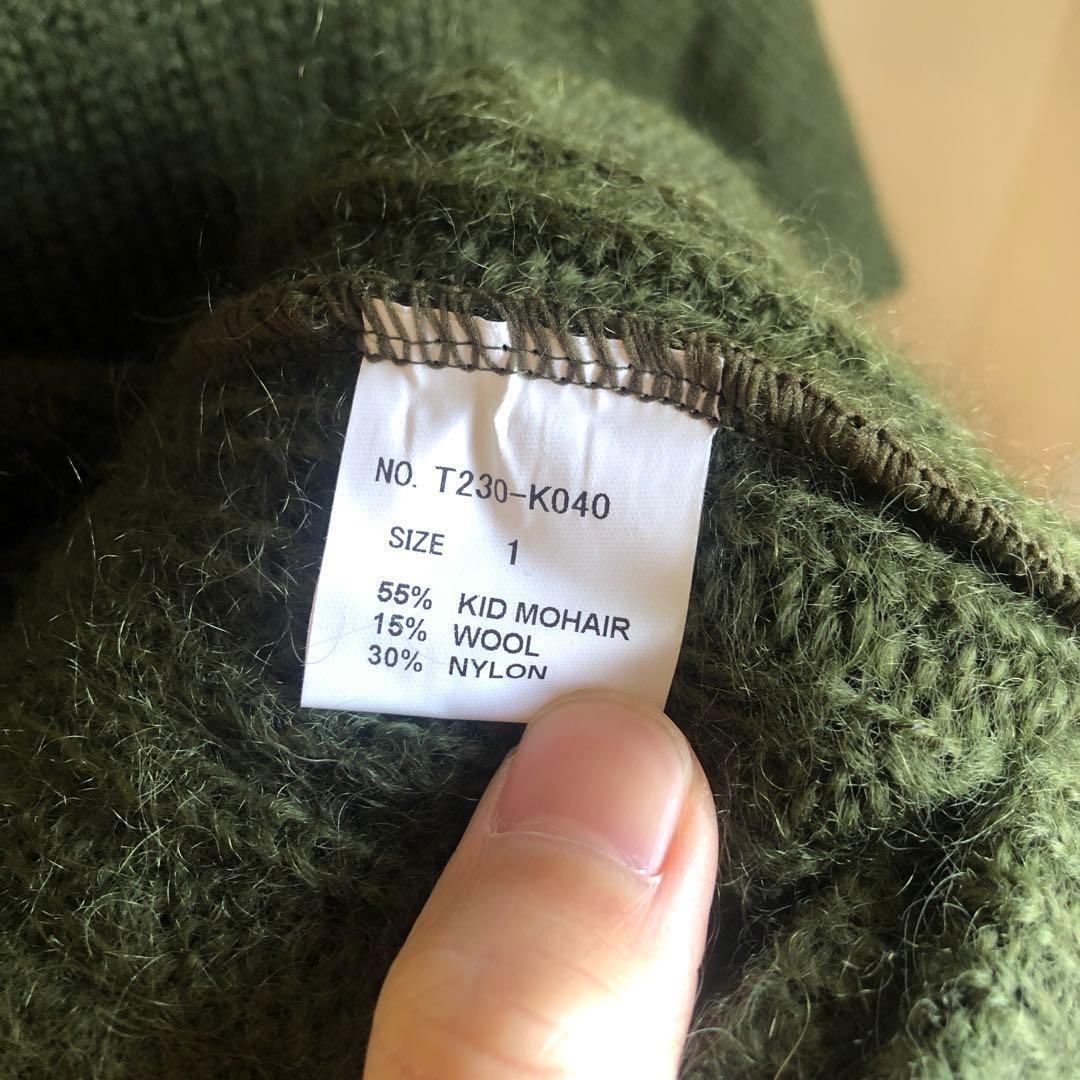 NO. T230-K040
SIZE 1
55% KID MOHAIR
15% WOOL
30% NYLON